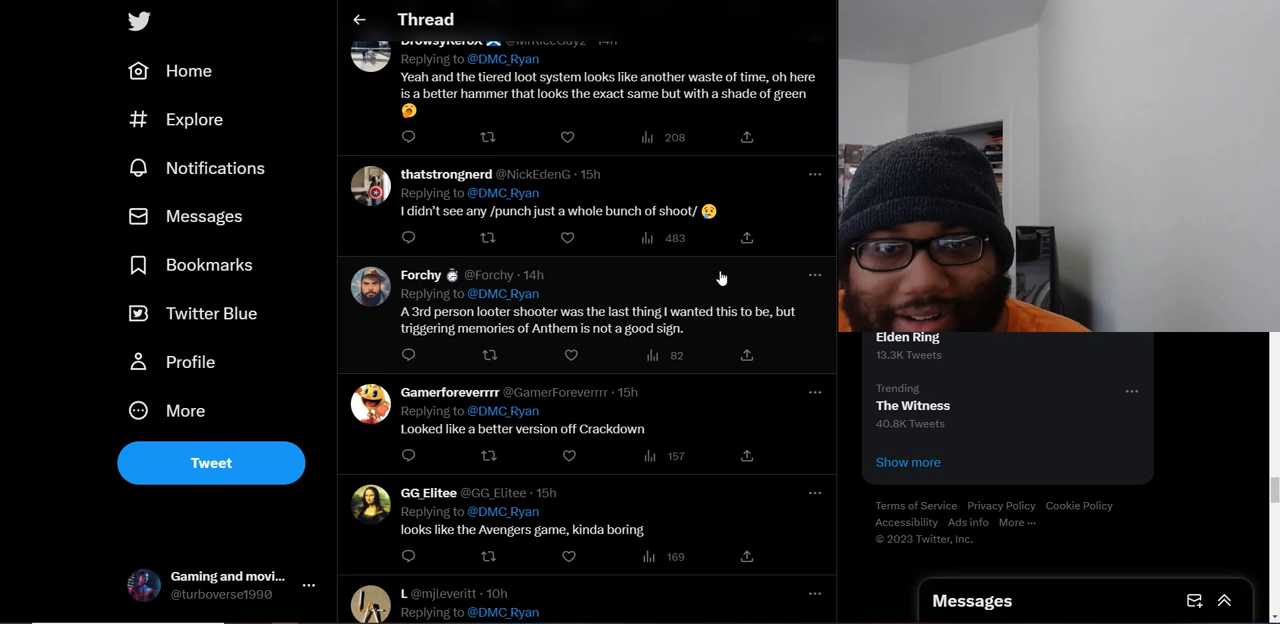 Thread
Home
Explore
Notifications
Messages
Bookmarks
Twitter Blue
Profile
More
Tweet
Gaming and movi...
@turboverse1990
DrowsyKeroX @MrRiceGuy2 · 14h
Replying to @DMC_Ryan
Yeah and the tiered loot system looks like another waste of time, oh here
is a better hammer that looks the exact same but with a shade of green
208
thatstrongnerd @NickEdenG · 15h
Replying to @DMC_Ryan
I didn't see any /punch just a whole bunch of shoot/
483
Forchy @Forchy · 14h
Replying to @DMC_Ryan
A 3rd person looter shooter was the last thing I wanted this to be, but
triggering memories of Anthem is not a good sign.
82
Gamerforeverrrr @GamerForeverrr · 15h
Replying to @DMC_Ryan
Looked like a better version off Crackdown
157
GG_Elitee @GG_Elitee · 15h
Replying to @DMC_Ryan
looks like the Avengers game, kinda boring
169
L @mjleveritt · 10h
Replying to @DMC_Ryan
Elden Ring
13.3K Tweets
Trending
The Witness
40.8K Tweets
Show more
Terms of Service Privacy Policy Cookie Policy
Accessibility Ads info More ···
© 2023 Twitter, Inc.
Messages